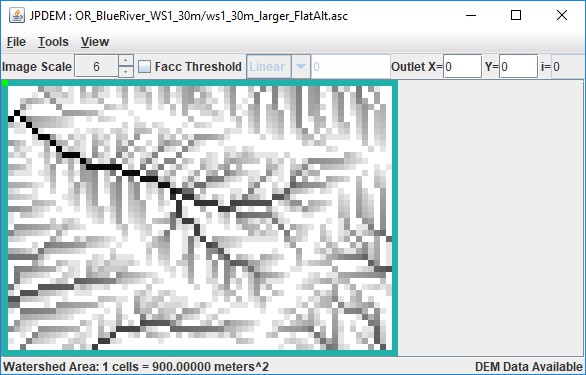 JPDEM : OR_BlueRiver_WS1_30m/ws1_30m_larger_FlatAlt.asc
File Tools View
Image Scale 6 Facc Threshold Linear 0 Outlet X= 0 Y= 0 i= 0
Watershed Area: 1 cells = 900.00000 meters^2 DEM Data Available